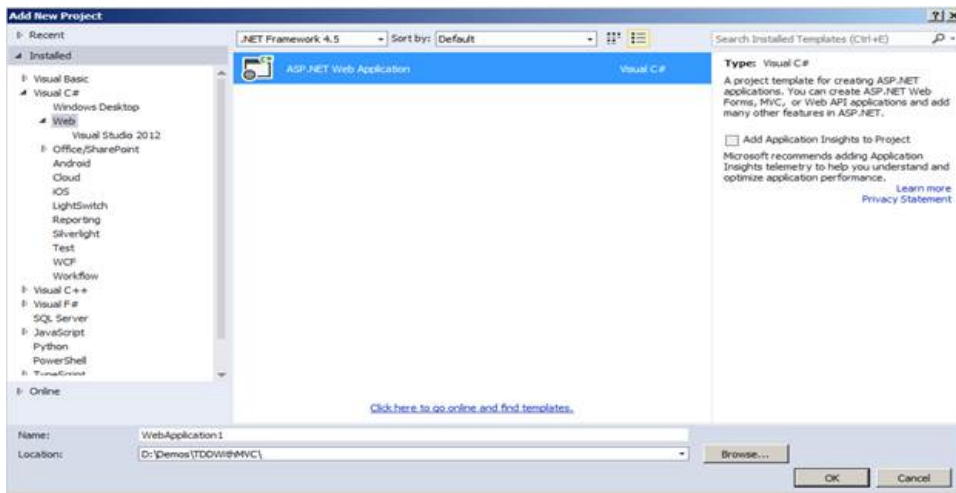 Add New Project
Recent
.NET Framework 4.5
Sort by: Default
Search Installed Templates (Ctrl+E)
Installed
Visual Basic
Visual C#
Windows Desktop
Web
Visual Studio 2012
Office/SharePoint
Android
Cloud
iOS
LightSwitch
Reporting
Silverlight
Test
WCF
Workflow
Visual C++
Visual F#
SQL Server
JavaScript
Python
PowerShell
TypeScript
Online
ASP.NET Web Application Visual C#
Click here to go online and find templates.
Type: Visual C#
A project template for creating ASP.NET
applications. You can create ASP.NET Web
Forms, MVC, or Web API applications and add
many other features in ASP.NET.
Add Application Insights to Project
Microsoft recommends adding Application
Insights telemetry to help you understand and
optimize application performance.
Learn more
Privacy Statement
Name: WebApplication1
Location: D:\Demos\TDDWithMVC\
Browse...
OK
Cancel